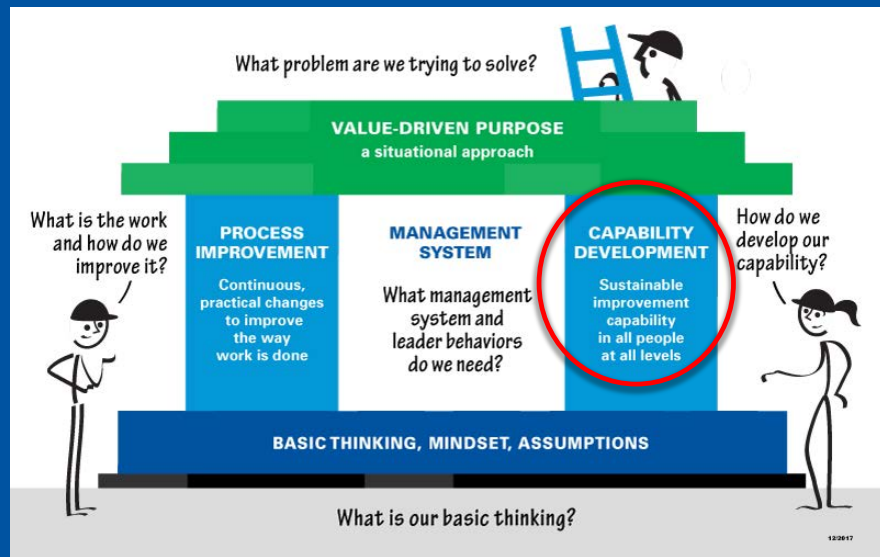 What problem are we trying to solve?
VALUE-DRIVEN PURPOSE
a situational approach
What is the work
and how do we
improve it?
PROCESS
IMPROVEMENT
Continuous,
practical changes
to improve
the way
work is done
MANAGEMENT
SYSTEM
What management
system and
leader behaviors
do we need?
CAPABILITY
DEVELOPMENT
Sustainable
improvement
capability
in all people
at all levels
How do we
develop our
capability?
BASIC THINKING, MINDSET, ASSUMPTIONS
What is our basic thinking?
12/2017